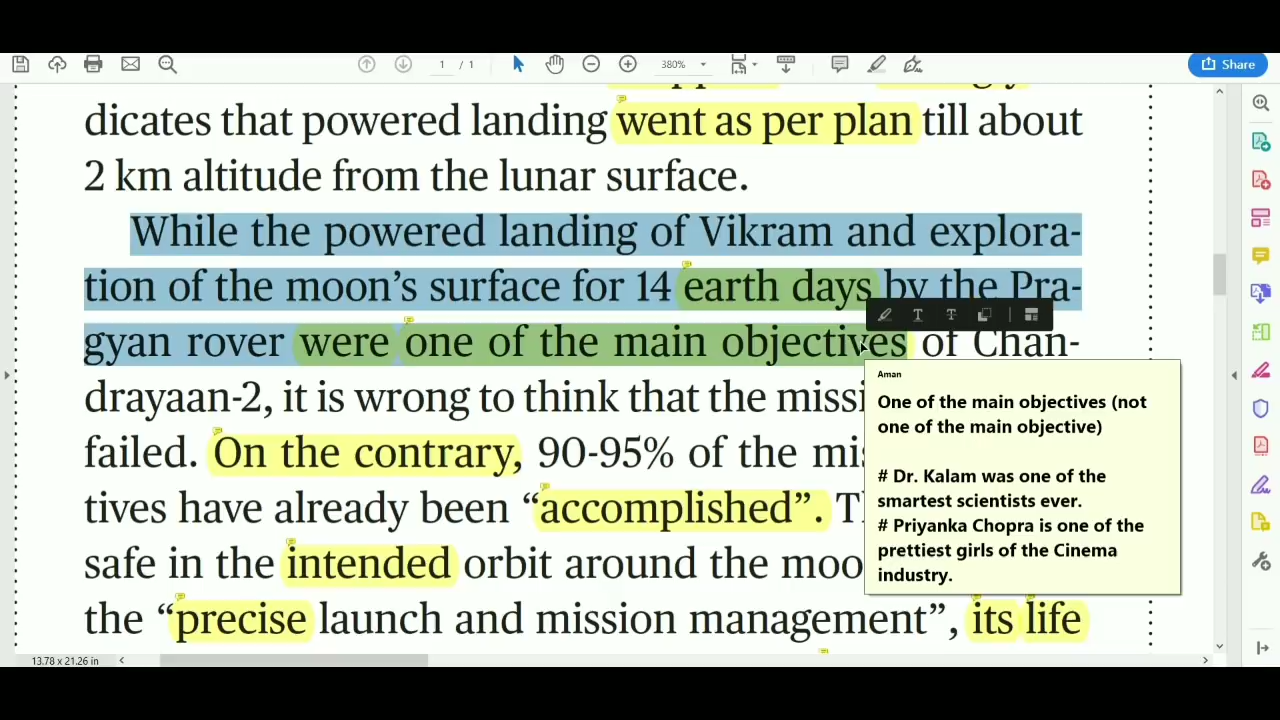 1 / 1
380%
Share
dicates that powered landing went as per plan till about
2 km altitude from the lunar surface.
While the powered landing of Vikram and explora-
tion of the moon's surface for 14 earth days by the Pra-
gyan rover were one of the main objectives of Chan-
drayaan-2, it is wrong to think that the missi
failed. On the contrary, 90-95% of the mis
tives have already been “accomplished”. T
safe in the intended orbit around the moo
the “precise launch and mission management”, its life
Aman
One of the main objectives (not
one of the main objective)
# Dr. Kalam was one of the
smartest scientists ever.
# Priyanka Chopra is one of the
prettiest girls of the Cinema
industry.
13.78 x 21.26 in